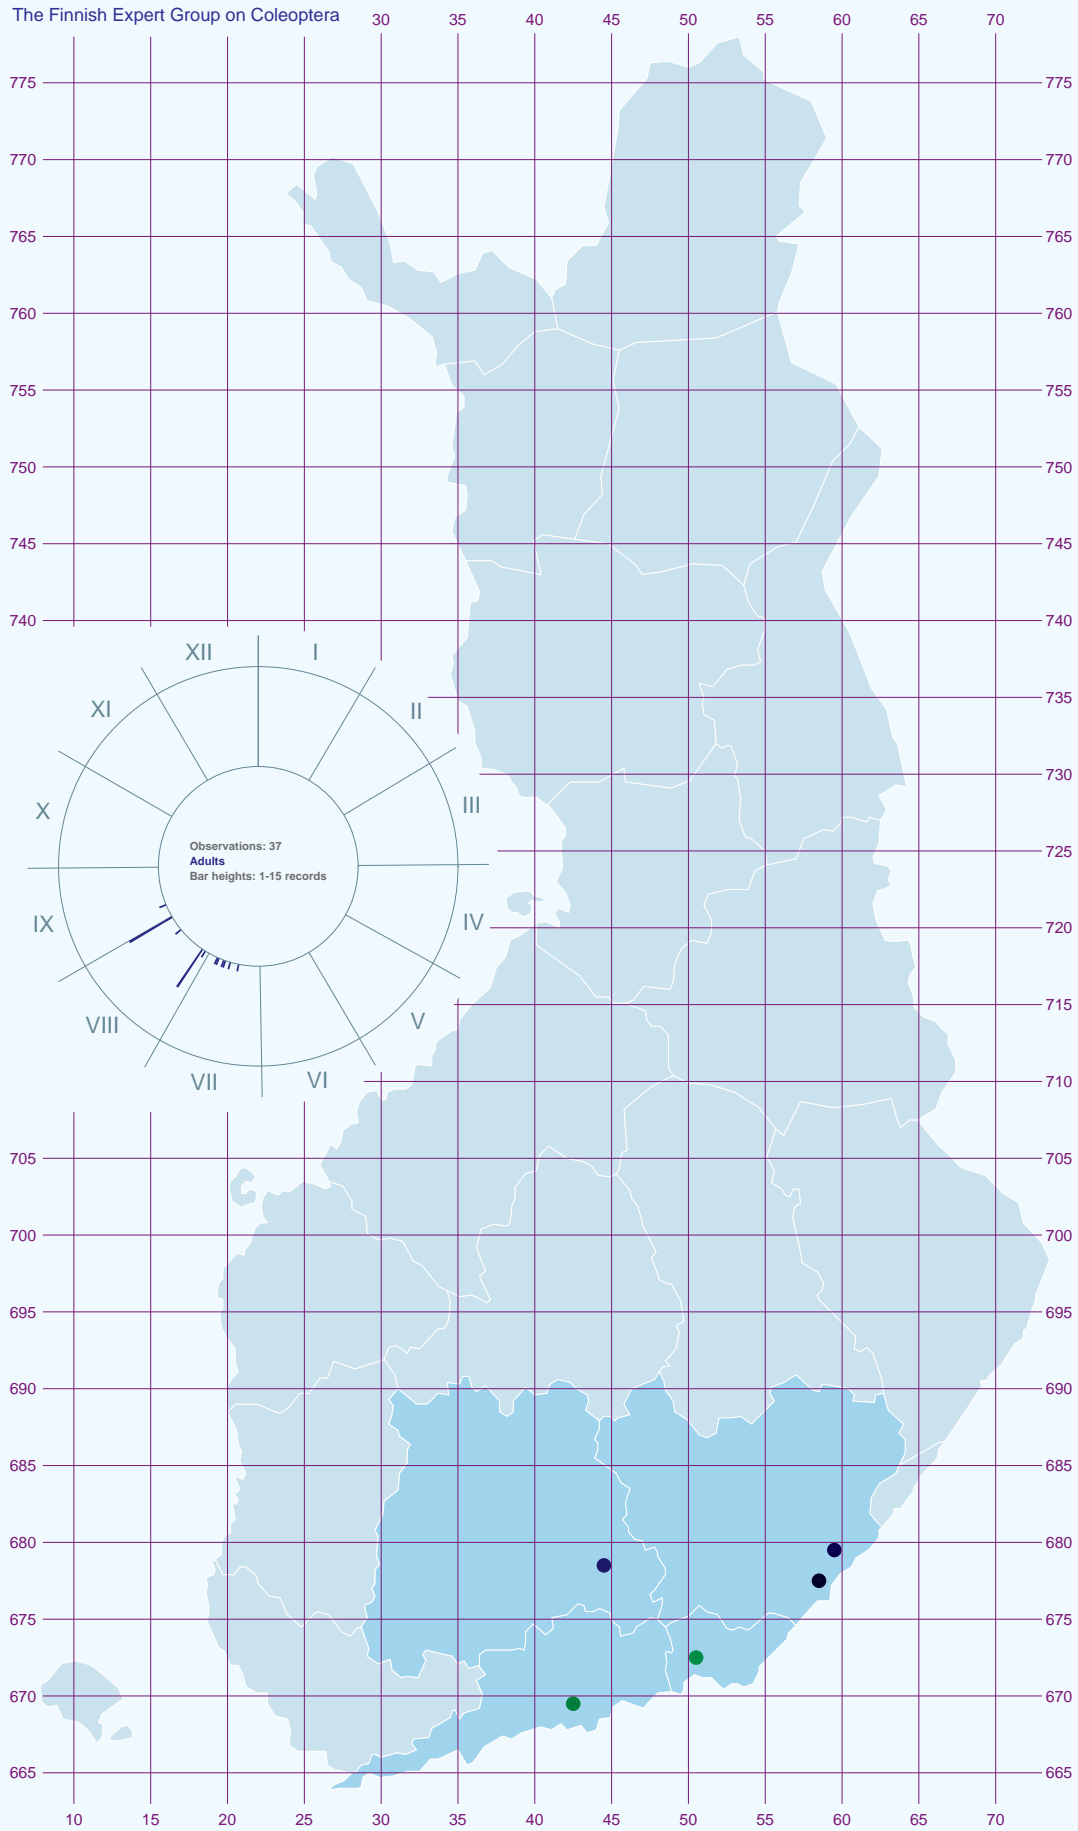 The Finnish Expert Group on Coleoptera
30 35 40 45 50 55 60 65 70
775 775
770 770
765 765
760 760
755 755
750 750
745 745
740 740
XII I
XI II
735
730
X III
725
Observations: 37
Adults
Bar heights: 1-15 records
IX IV
720
715
VIII V
VII VI
710
705 705
700 700
695 695
690 690
685 685
680 680
675 675
670 670
665 665
10 15 20 25 30 35 40 45 50 55 60 65 70